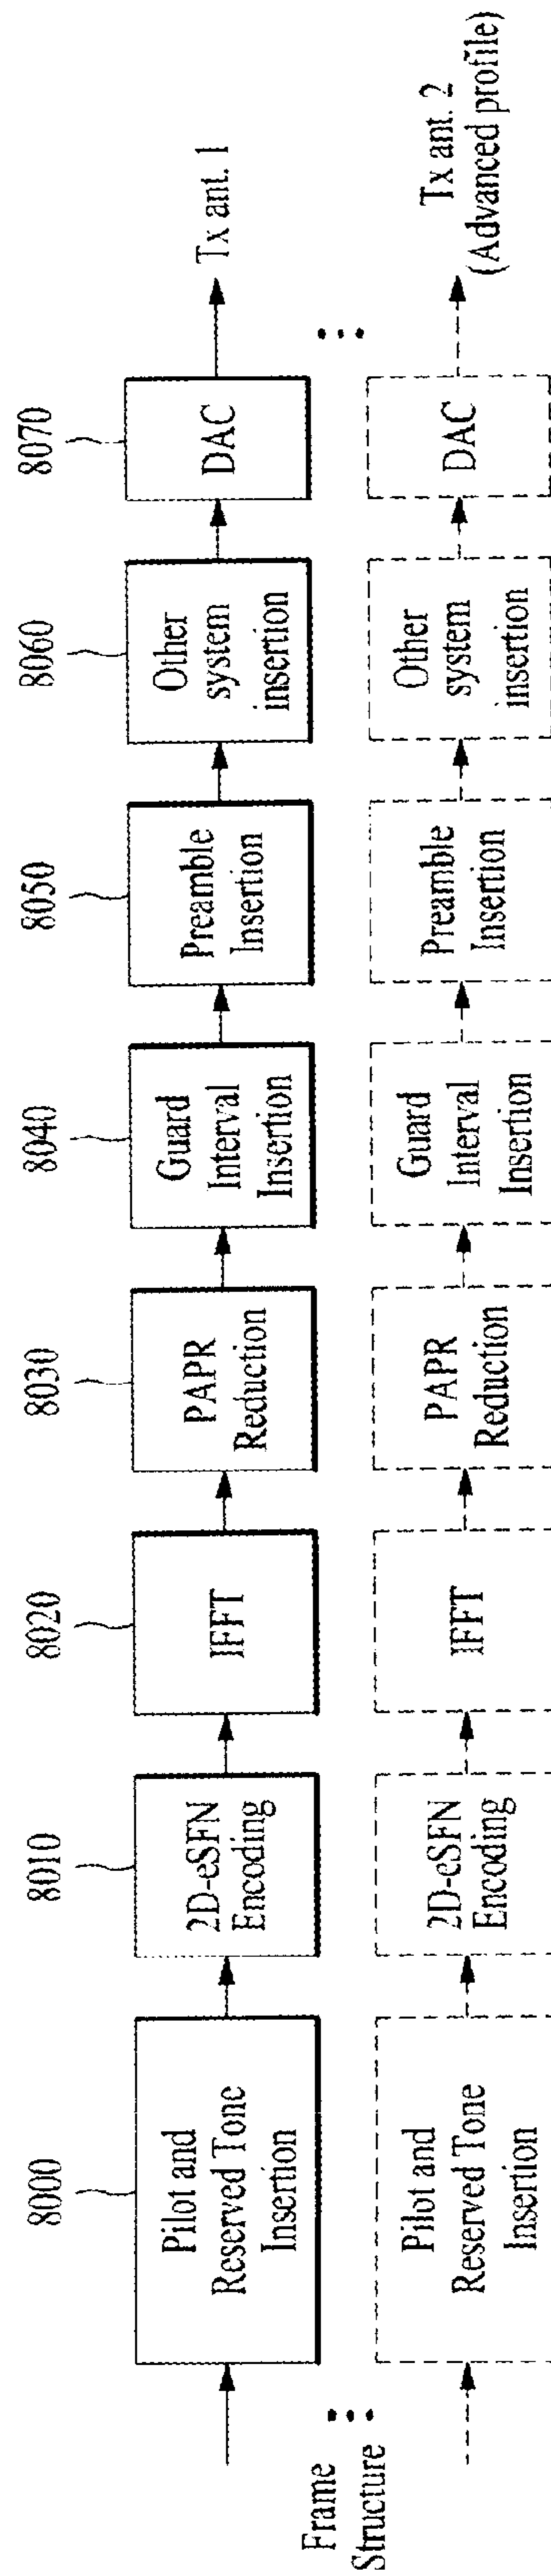 8000
8010
8020
8030
8040
8050
8060
8070
Frame
Structure
Pilot and
Reserved Tone
Insertion
2D-eSFN
Encoding
IFFT
PAPR
Reduction
Guard
Interval
Insertion
Preamble
Insertion
Other
system
insertion
DAC
Tx ant. 1
Pilot and
Reserved Tone
Insertion
2D-eSFN
Encoding
IFFT
PAPR
Reduction
Guard
Interval
Insertion
Preamble
Insertion
Other
system
insertion
DAC
Tx ant. 2
(Advanced profile)